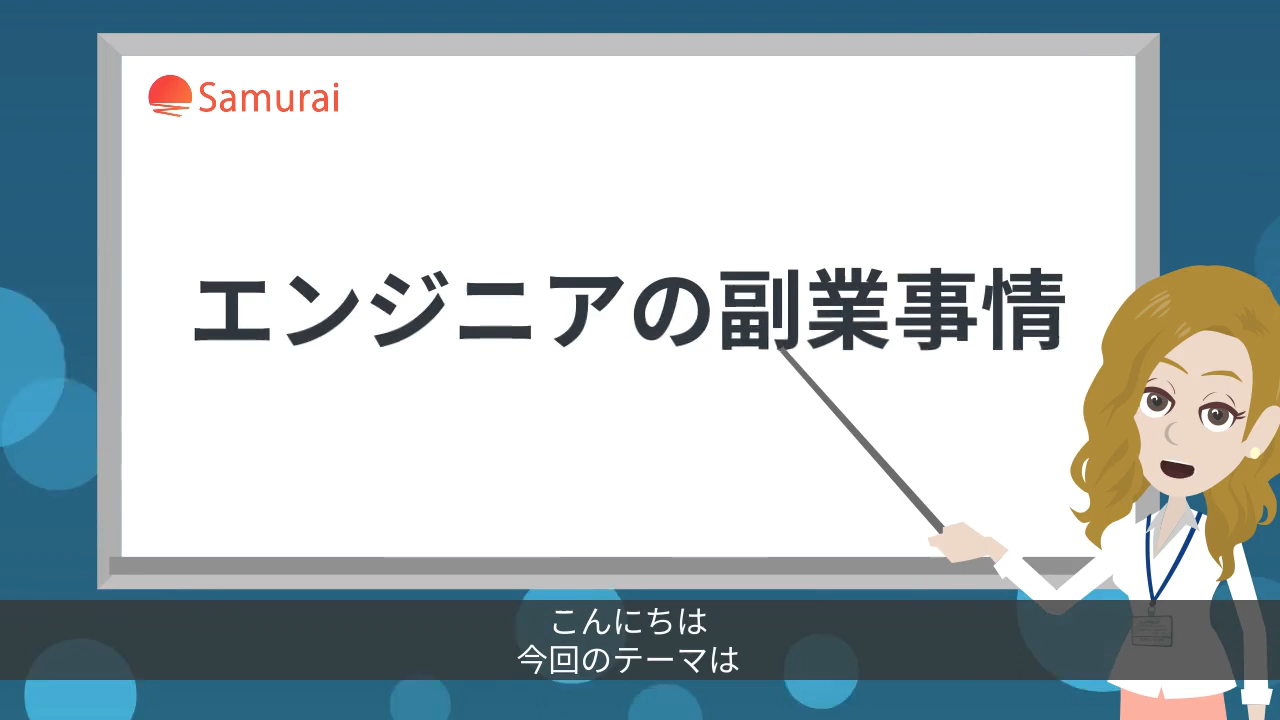 Samurai
エンジニアの副業事情
こんにちは
今回のテーマは